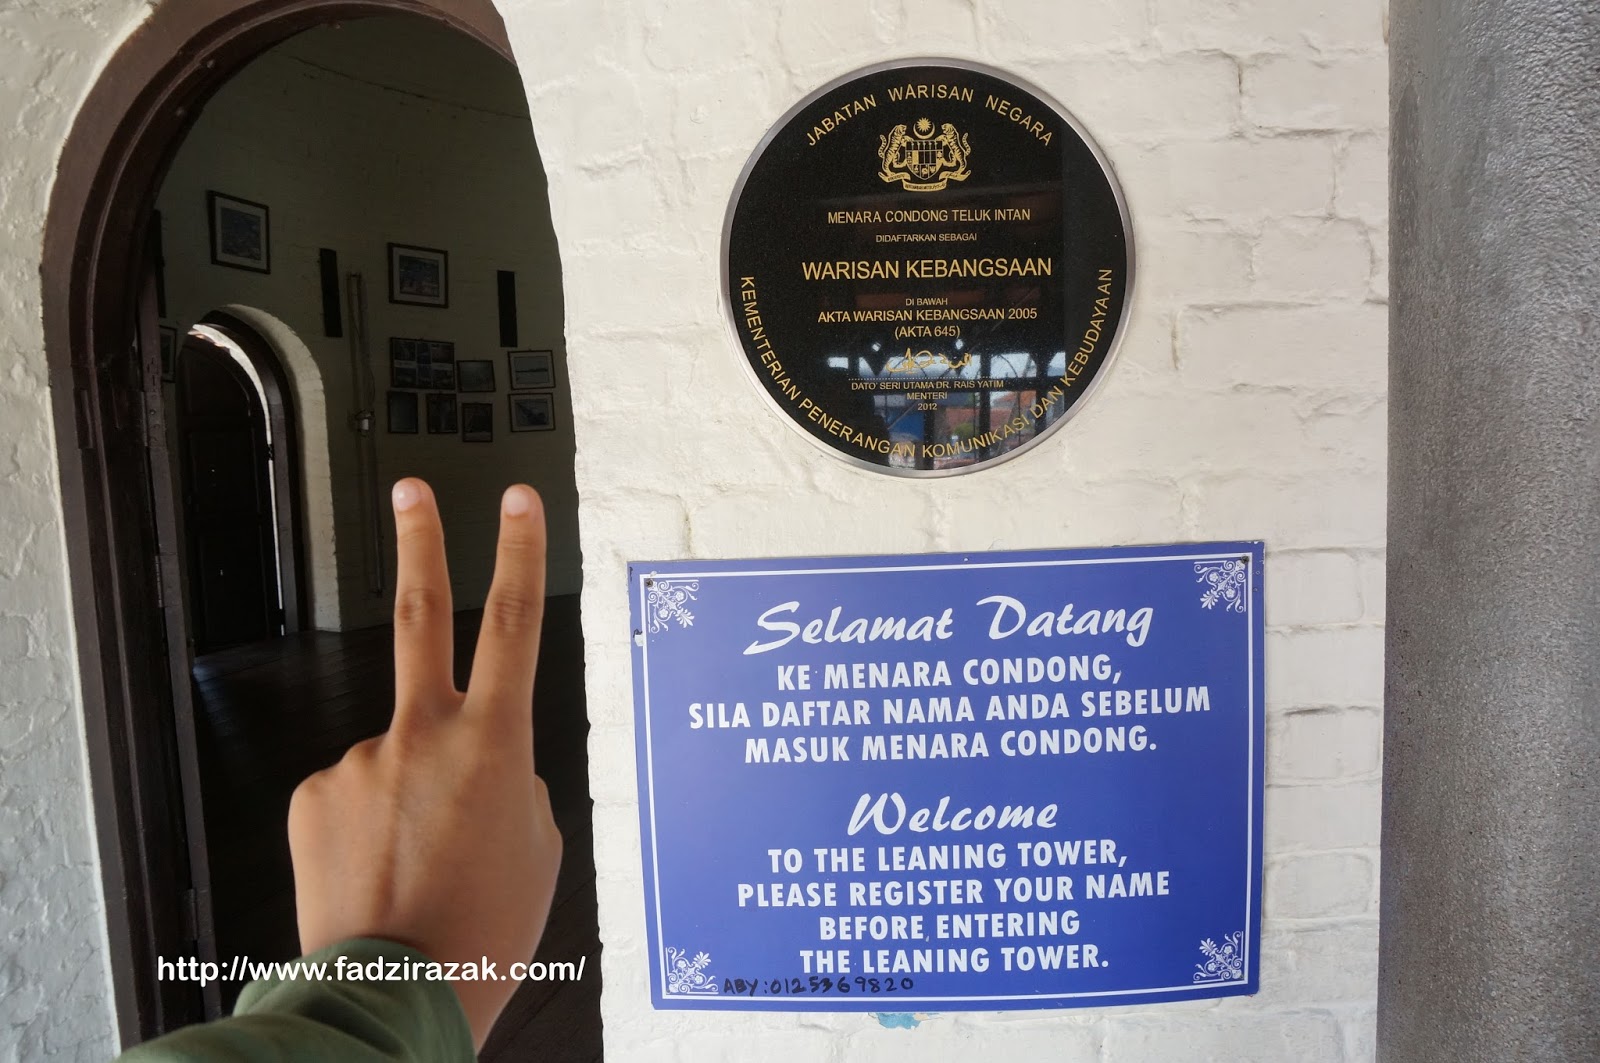 JABATAN WARISAN NEGARA
MENARA CONDONG TELUK INTAN
DIDAFTARKAN SEBAGAI
WARISAN KEBANGSAAN
DI BAWAH
AKTA WARISAN KEBANGSAAN 2005
(AKTA 645)
DATO' SERI UTAMA DR. RAIS YATIM
MENTERI
2012
KEMENTERIAN PENERANGAN KOMUNIKASI DAN KEBUDAYAAN
Selamat Datang
KE MENARA CONDONG,
SILA DAFTAR NAMA ANDA SEBELUM
MASUK MENARA CONDONG.
Welcome
TO THE LEANING TOWER,
PLEASE REGISTER YOUR NAME
BEFORE ENTERING
THE LEANING TOWER.
ABY:0125369820
http://www.fadzirazak.com/